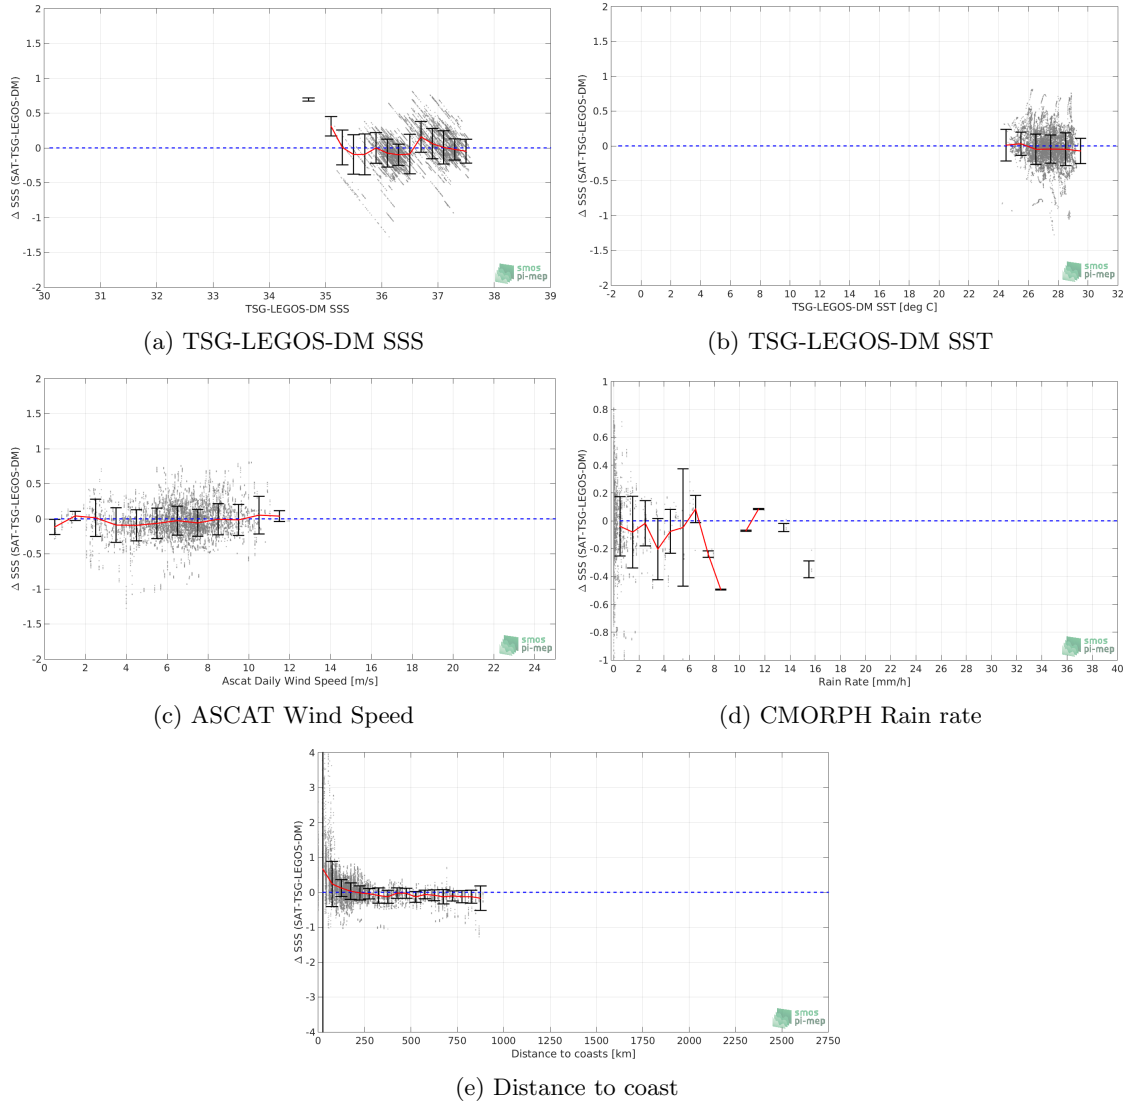 2
1.5
1
0.5
0
-0.5
-1
-1.5
-2
Δ SSS (SAT-TSG-LEGOS-DM)
30 31 32 33 34 35 36 37 38 39
TSG-LEGOS-DM SSS
smos
pi-mep
(a) TSG-LEGOS-DM SSS
2
1.5
1
0.5
0
-0.5
-1
-1.5
-2
Δ SSS (SAT-TSG-LEGOS-DM)
-2 0 2 4 6 8 10 12 14 16 18 20 22 24 26 28 30 32
TSG-LEGOS-DM SST [deg C]
smos
pi-mep
(b) TSG-LEGOS-DM SST
2
1.5
1
0.5
0
-0.5
-1
-1.5
-2
Δ SSS (SAT-TSG-LEGOS-DM)
0 2 4 6 8 10 12 14 16 18 20 22 24
Ascat Daily Wind Speed [m/s]
smos
pi-mep
(c) ASCAT Wind Speed
1
0.8
0.6
0.4
0.2
0
-0.2
-0.4
-0.6
-0.8
-1
Δ SSS (SAT-TSG-LEGOS-DM)
0 2 4 6 8 10 12 14 16 18 20 22 24 26 28 30 32 34 36 38 40
Rain Rate [mm/h]
smos
pi-mep
(d) CMORPH Rain rate
4
3
2
1
0
-1
-2
-3
-4
Δ SSS (SAT-TSG-LEGOS-DM)
0 250 500 750 1000 1250 1500 1750 2000 2250 2500 2750
Distance to coasts [km]
smos
pi-mep
(e) Distance to coast